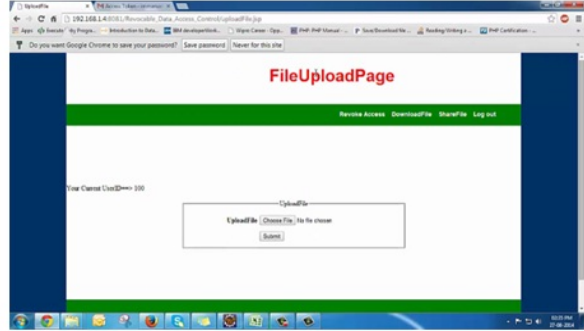 UploadFile
192.168.1.4:8081/Revocable_Data_Access_Control/uploadFile.jsp
Apps
Do you want Google Chrome to save your password? Save password Never for this site
FileUploadPage
Revoke Access DownloadFile ShareFile Log out
Your Current UserID==> 100
UploadFile
UploadFile Choose File No file chosen
Submit